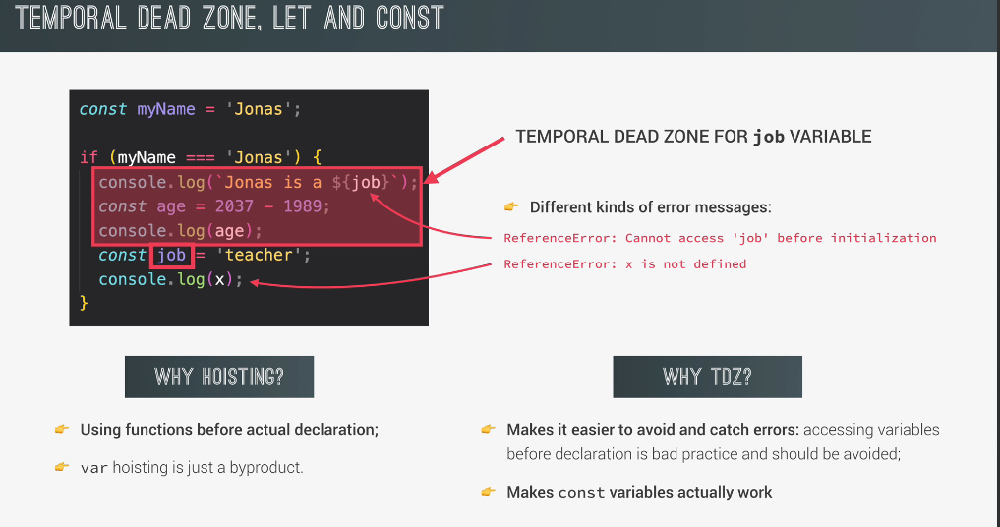 TEMPORAL DEAD ZONE, LET AND CONST
const myName = 'Jonas';
if (myName === 'Jonas') {
console.log(`Jonas is a ${job}`);
const age = 2037 - 1989;
console.log(age);
const job = 'teacher';
console.log(x);
}
TEMPORAL DEAD ZONE FOR job VARIABLE
👉 Different kinds of error messages:
ReferenceError: Cannot access 'job' before initialization
ReferenceError: x is not defined
WHY HOISTING?
👉 Using functions before actual declaration;
👉 var hoisting is just a byproduct.
WHY TDZ?
👉 Makes it easier to avoid and catch errors: accessing variables
before declaration is bad practice and should be avoided;
👉 Makes const variables actually work